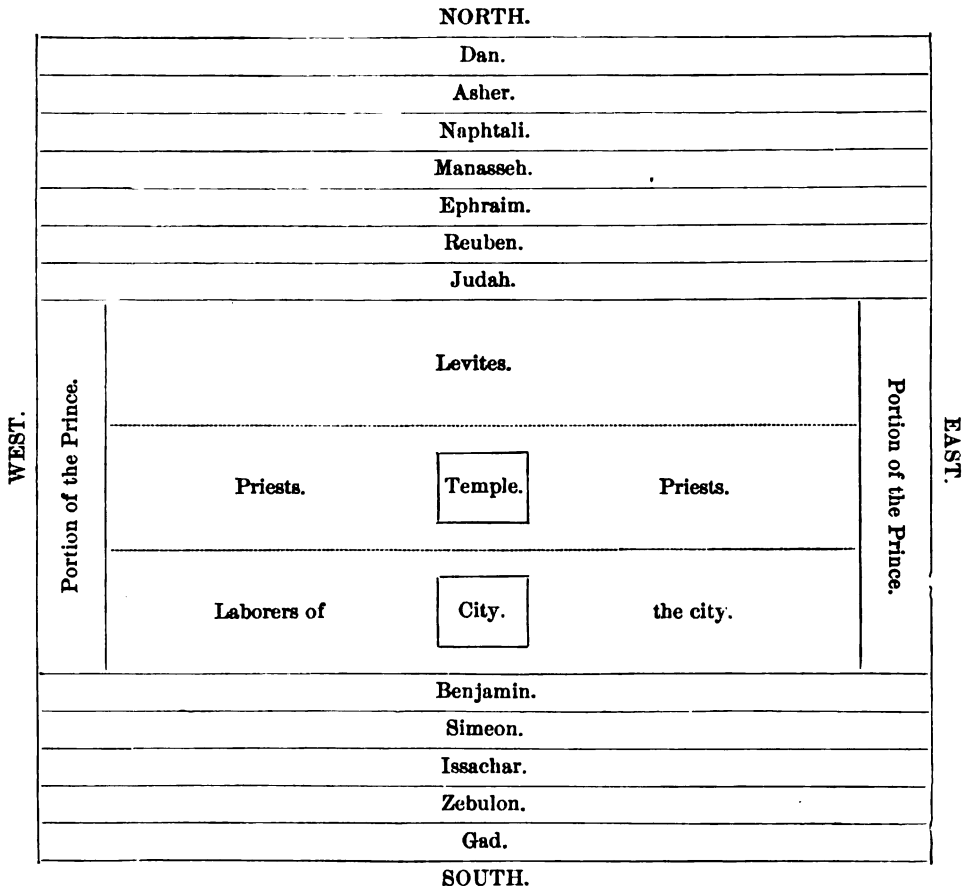 NORTH.
Dan.
Asher.
Naphtali.
Manasseh.
Ephraim.
Reuben.
Judah.
WEST.
Portion of the Prince.
Levites.
Priests.
Temple.
Priests.
Laborers of
City.
the city.
Portion of the Prince.
EAST.
Benjamin.
Simeon.
Issachar.
Zebulon.
Gad.
SOUTH.